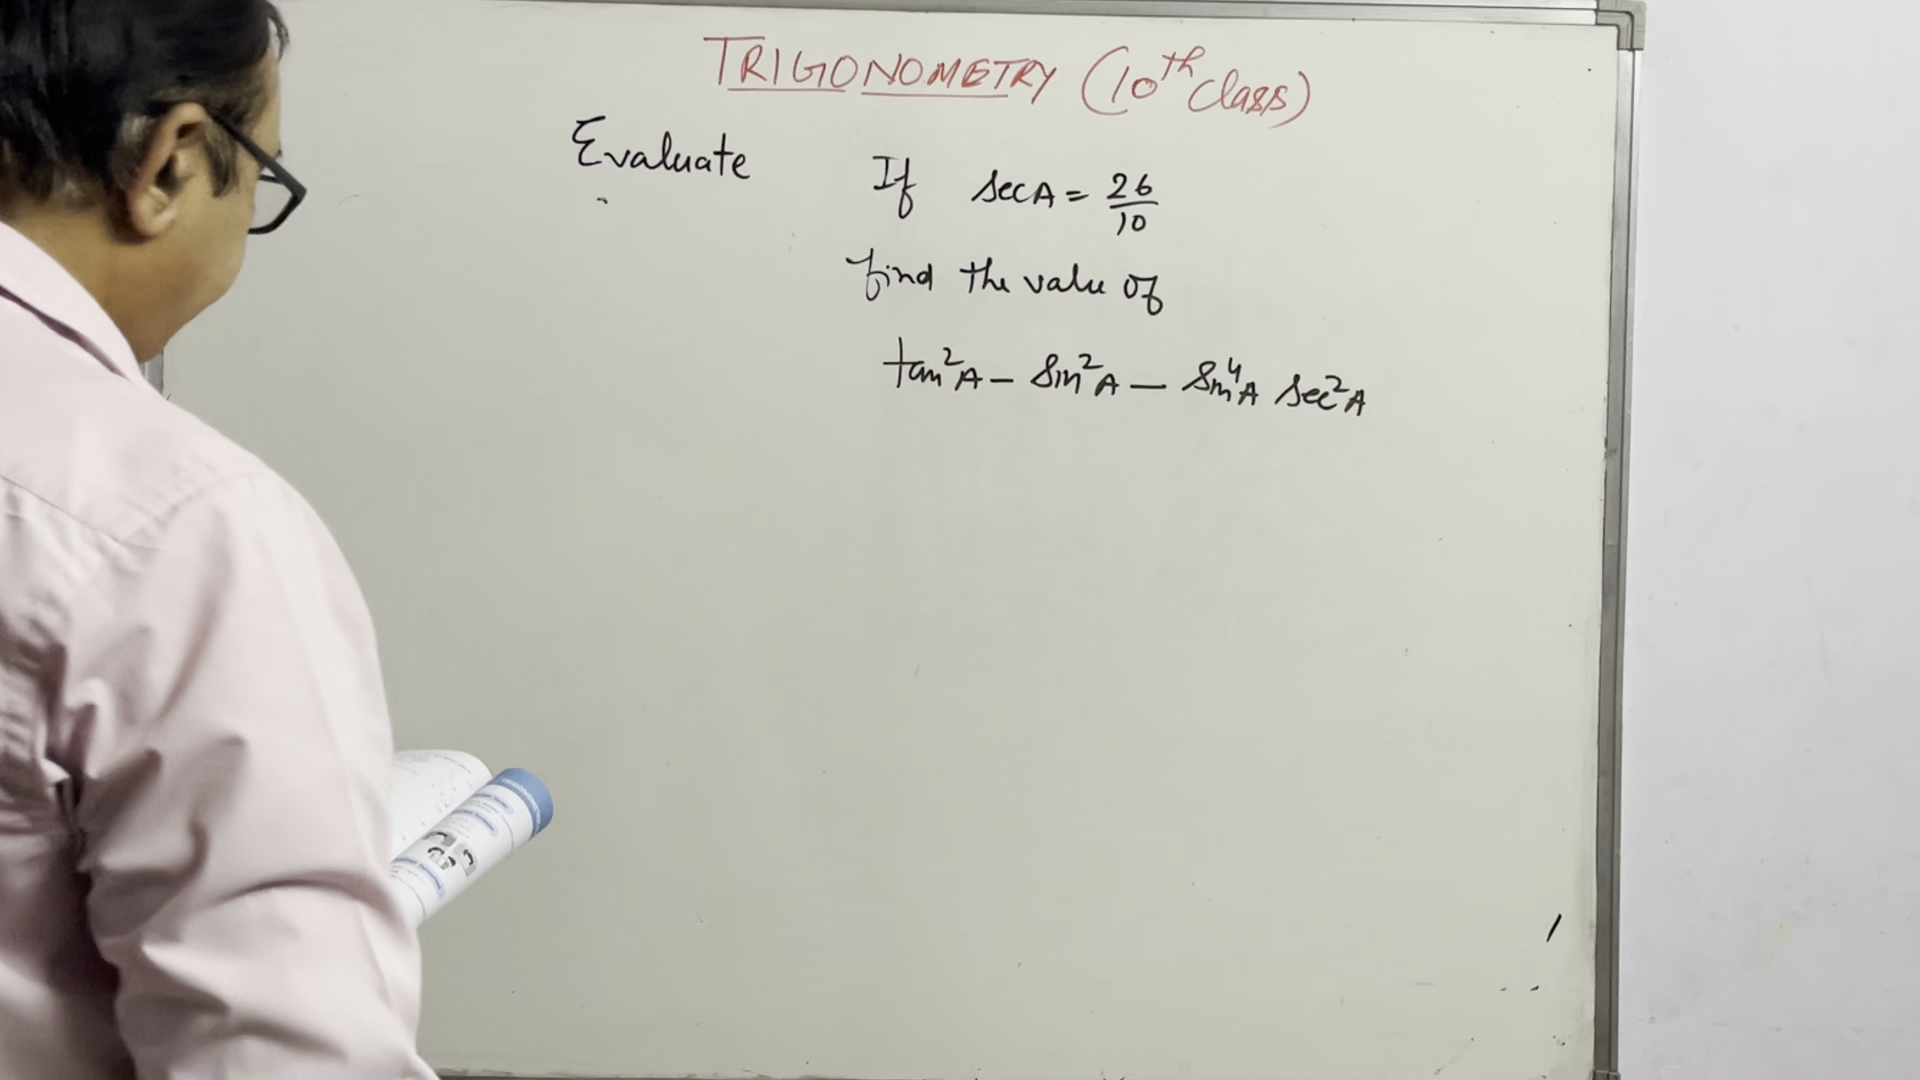 TRIGONOMETRY (10th Class)
Evaluate If secA = 26/10
find the value of
tan²A – Sin²A – Sin⁴A Sec²A